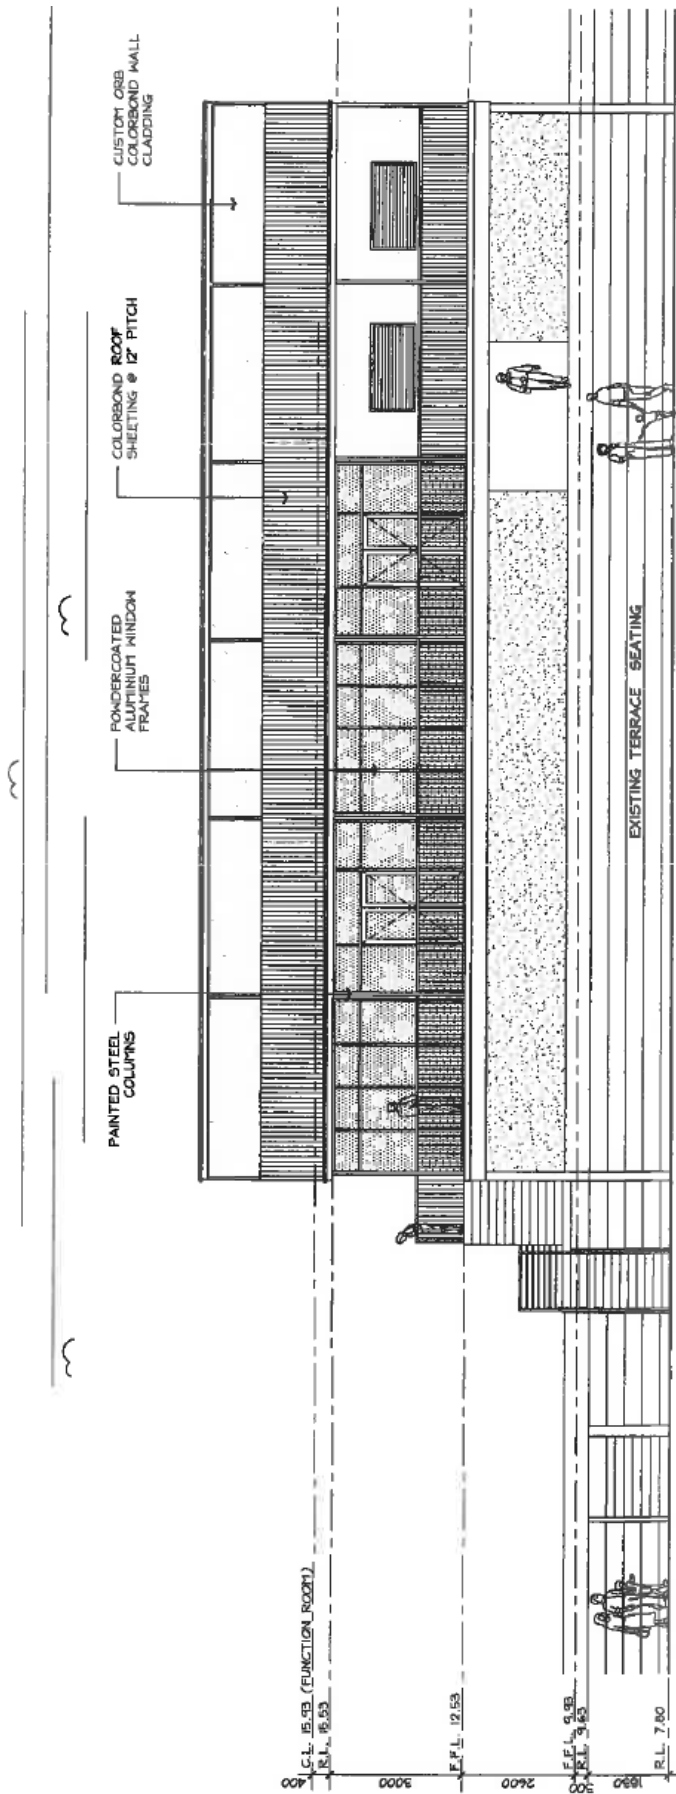 PAINTED STEEL
COLUMNS
POWDERCOATED
ALUMINIUM WINDOW
FRAMES
COLORBOND ROOF
SHEETING @ 12° PITCH
CUSTOM ORB
COLORBOND WALL
CLADDING
400
C.L. 15.93 (FUNCTION ROOM)
R.L. 15.53
3000
F.F.L. 12.53
2600
F.F.L. 9.93
R.L. 9.63
EXISTING TERRACE SEATING
1830
R.L. 7.80